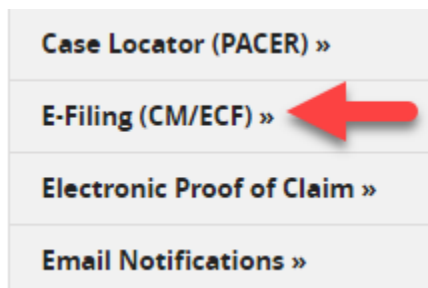 Case Locator (PACER) »
E-Filing (CM/ECF) »
Electronic Proof of Claim »
Email Notifications »